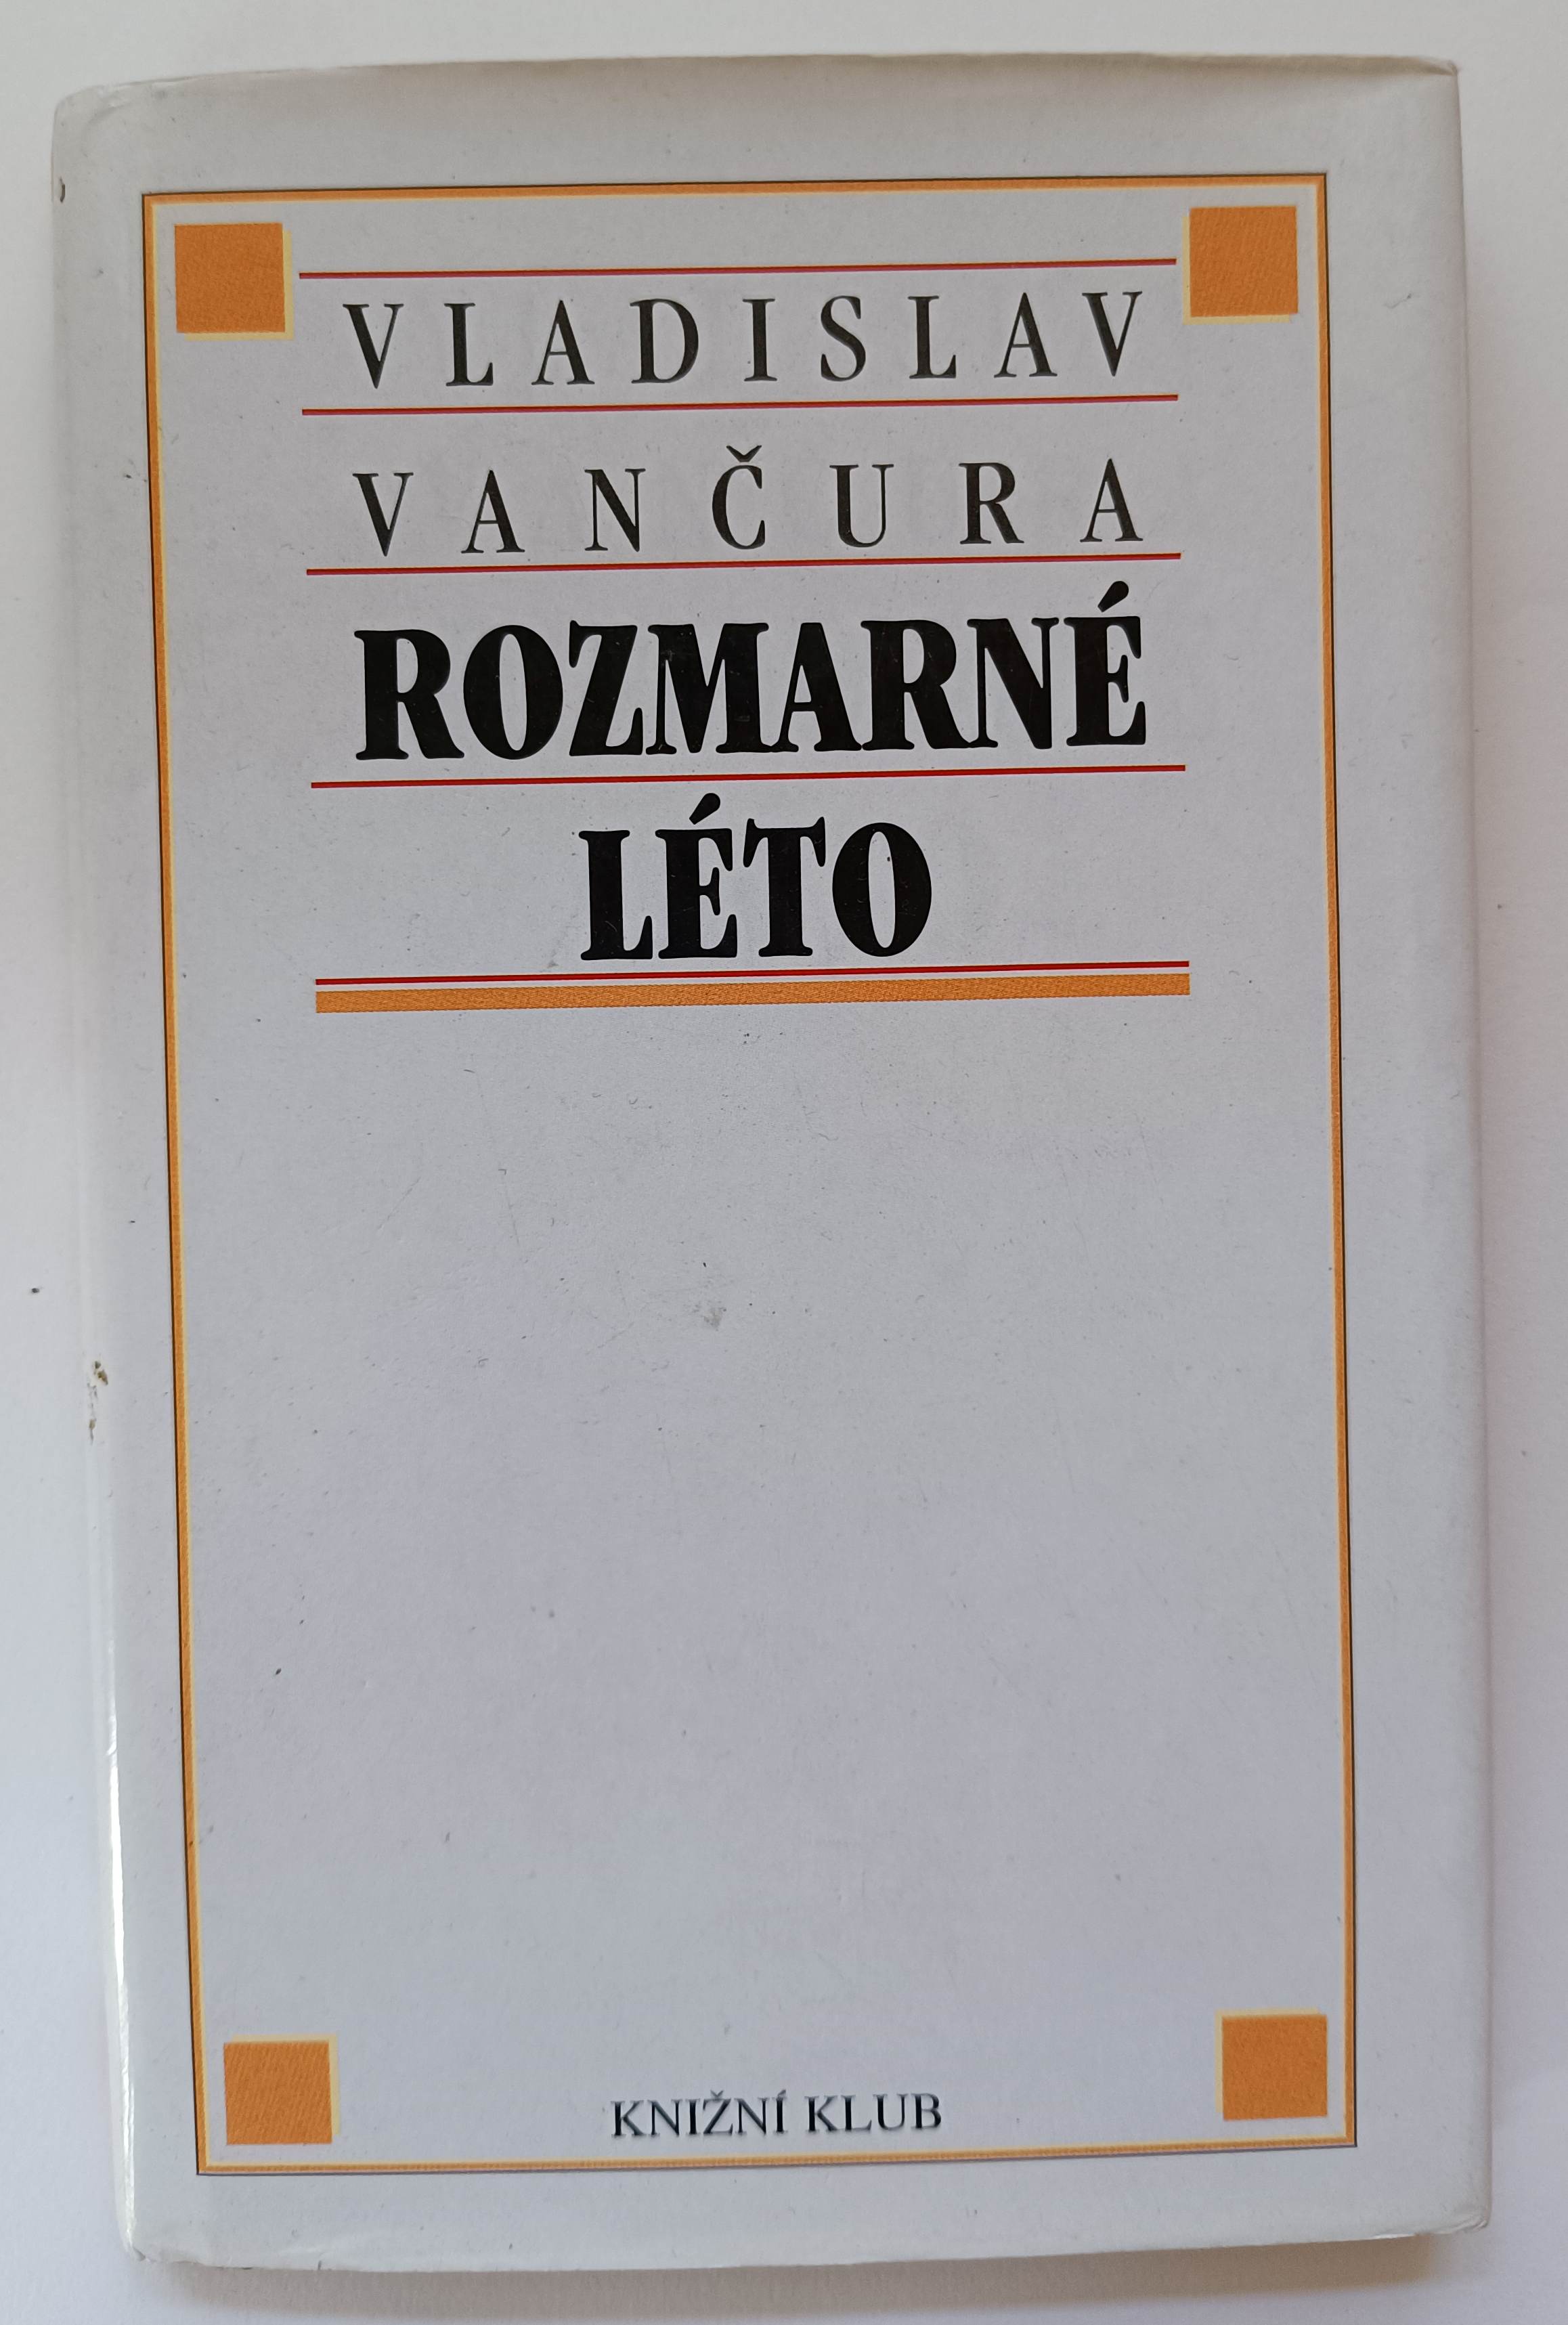 VLADISLAV
VANČURA
ROZMARNÉ
LÉTO
KNIŽNÍ KLUB